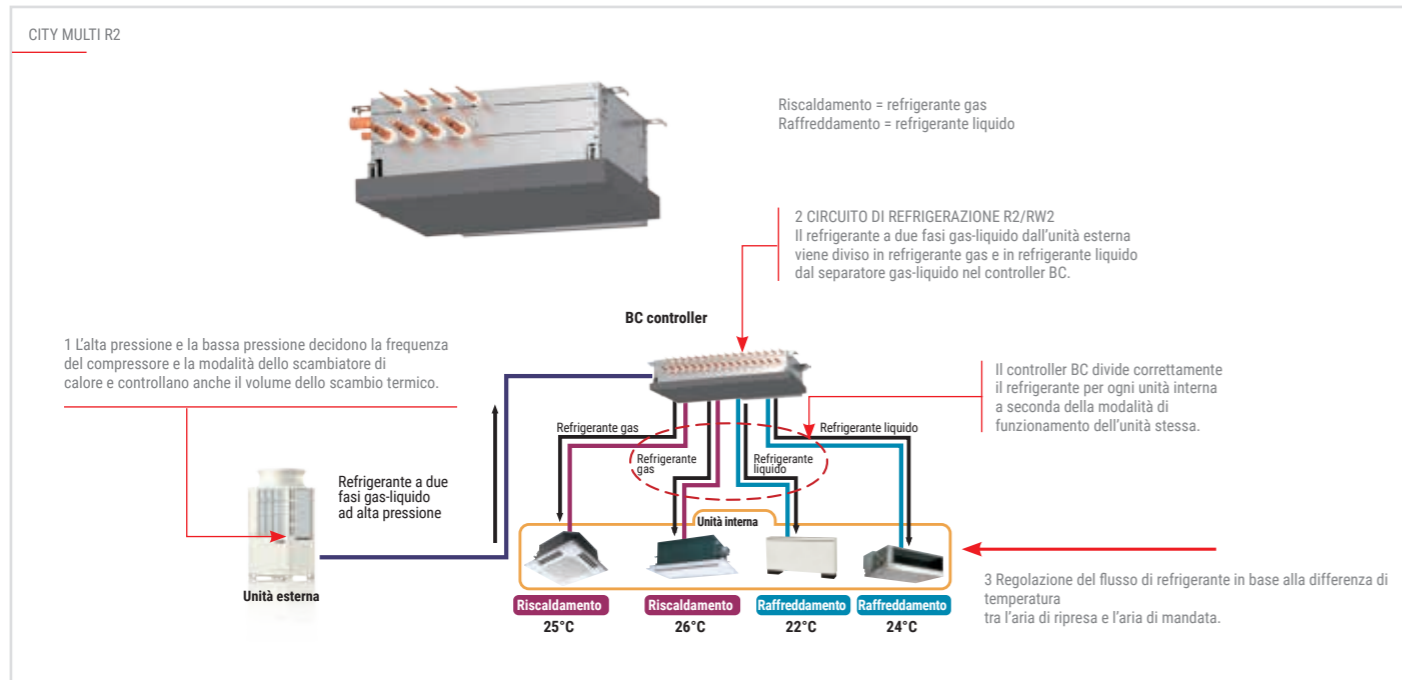 CITY MULTI R2
Riscaldamento = refrigerante gas
Raffreddamento = refrigerante liquido
2 CIRCUITO DI REFRIGERAZIONE R2/RW2
Il refrigerante a due fasi gas-liquido dall'unità esterna
viene diviso in refrigerante gas e in refrigerante liquido
dal separatore gas-liquido nel controller BC.
BC controller
1 L'alta pressione e la bassa pressione decidono la frequenza
del compressore e la modalità dello scambiatore di
calore e controllano anche il volume dello scambio termico.
Il controller BC divide correttamente
il refrigerante per ogni unità interna
a seconda della modalità di
funzionamento dell'unità stessa.
Refrigerante gas
Refrigerante liquido
Refrigerante
gas
Refrigerante
liquido
Refrigerante a due
fasi gas-liquido
ad alta pressione
Unità interna
Unità esterna
3 Regolazione del flusso di refrigerante in base alla differenza di
temperatura
tra l'aria di ripresa e l'aria di mandata.
Riscaldamento
Riscaldamento
Raffreddamento
Raffreddamento
25°C
26°C
22°C
24°C